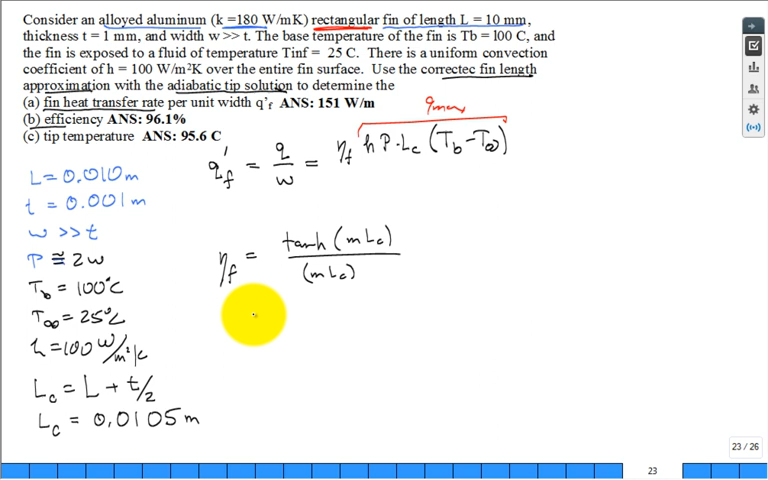 Consider an alloyed aluminum (k =180 W/mK) rectangular fin of length L = 10 mm,
thickness t = 1 mm, and width w >> t. The base temperature of the fin is Tb = 100 C, and
the fin is exposed to a fluid of temperature Tinf = 25 C. There is a uniform convection
coefficient of h = 100 W/m²K over the entire fin surface. Use the correctec fin length
approximation with the adiabatic tip solution to determine the
(a) fin heat transfer rate per unit width q'f ANS: 151 W/m
(b) efficiency ANS: 96.1%
(c) tip temperature ANS: 95.6 C
qmax
q'f = q/w = ηf h P·Lc (Tb - T∞)
L = 0.010 m
t = 0.001 m
w >> t
P ≅ 2w
Tb = 100°C
T∞ = 25°C
h = 100 W/m²K
Lc = L + t/2
Lc = 0.0105 m
ηf = tanh (mLc) / (mLc)
23 / 26
23